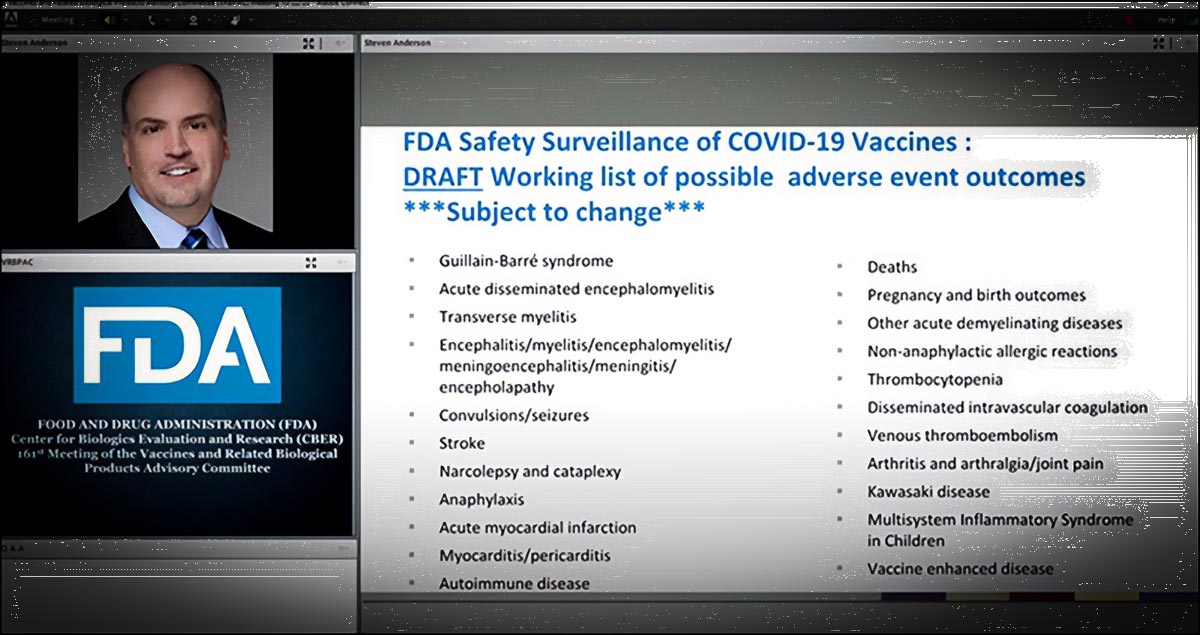 Meeting
Help
Steven Anderson
Steven Anderson
FDA Safety Surveillance of COVID-19 Vaccines :
DRAFT Working list of possible adverse event outcomes
***Subject to change***
Guillain-Barré syndrome
Acute disseminated encephalomyelitis
Transverse myelitis
Encephalitis/myelitis/encephalomyelitis/
meningoencephalitis/meningitis/
encepholapathy
Convulsions/seizures
Stroke
Narcolepsy and cataplexy
Anaphylaxis
Acute myocardial infarction
Myocarditis/pericarditis
Autoimmune disease
Deaths
Pregnancy and birth outcomes
Other acute demyelinating diseases
Non-anaphylactic allergic reactions
Thrombocytopenia
Disseminated intravascular coagulation
Venous thromboembolism
Arthritis and arthralgia/joint pain
Kawasaki disease
Multisystem Inflammatory Syndrome
in Children
Vaccine enhanced disease
VRBPAC
FDA
FOOD AND DRUG ADMINISTRATION (FDA)
Center for Biologics Evaluation and Research (CBER)
161st Meeting of the Vaccines and Related Biological
Products Advisory Committee
Q & A